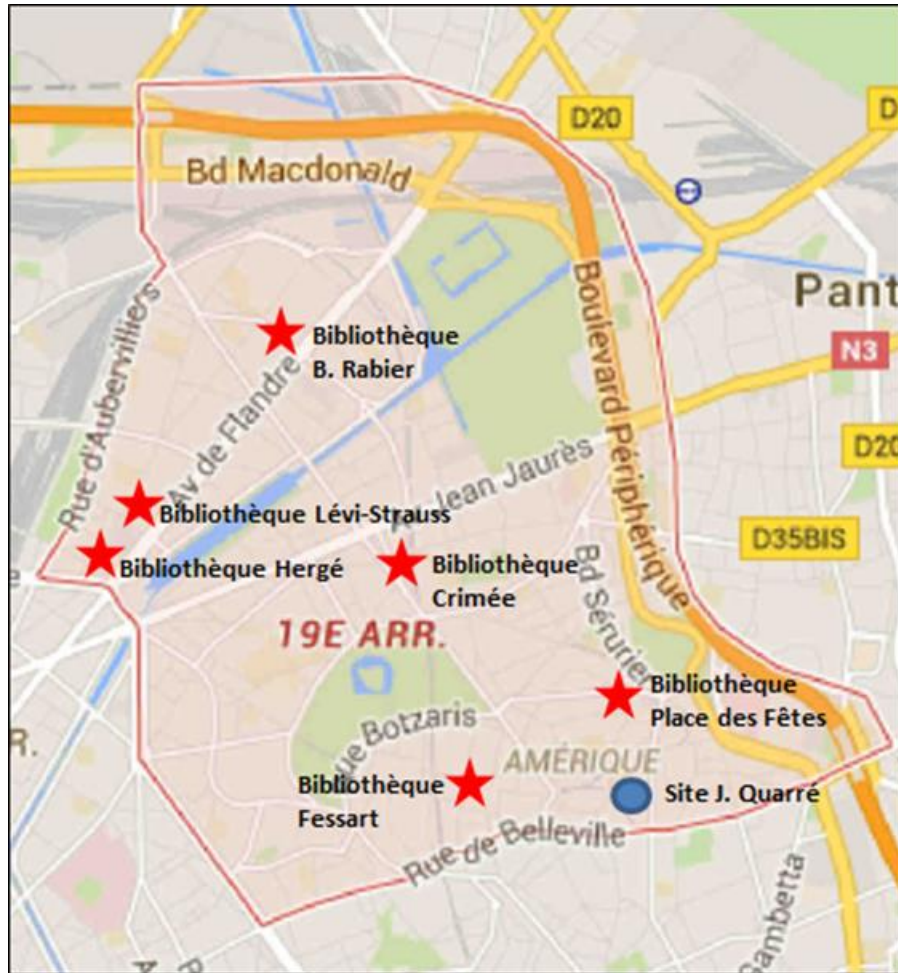 D20
Bd Macdonald
Pant
N3
Bibliothèque
B. Rabier
Rue d'Aubervilliers
Av de Flandre
Boulevard Périphérique
D20
Jean Jaurès
Bibliothèque Lévi-Strauss
D35BIS
Bibliothèque Hergé
Bibliothèque
Crimée
Bd Sérurier
19E ARR.
Bibliothèque
Place des Fêtes
R.
ue Botzaris
AMÉRIQUE
Bibliothèque
Fessart
Site J. Quarré
Rue de Belleville
Gambetta